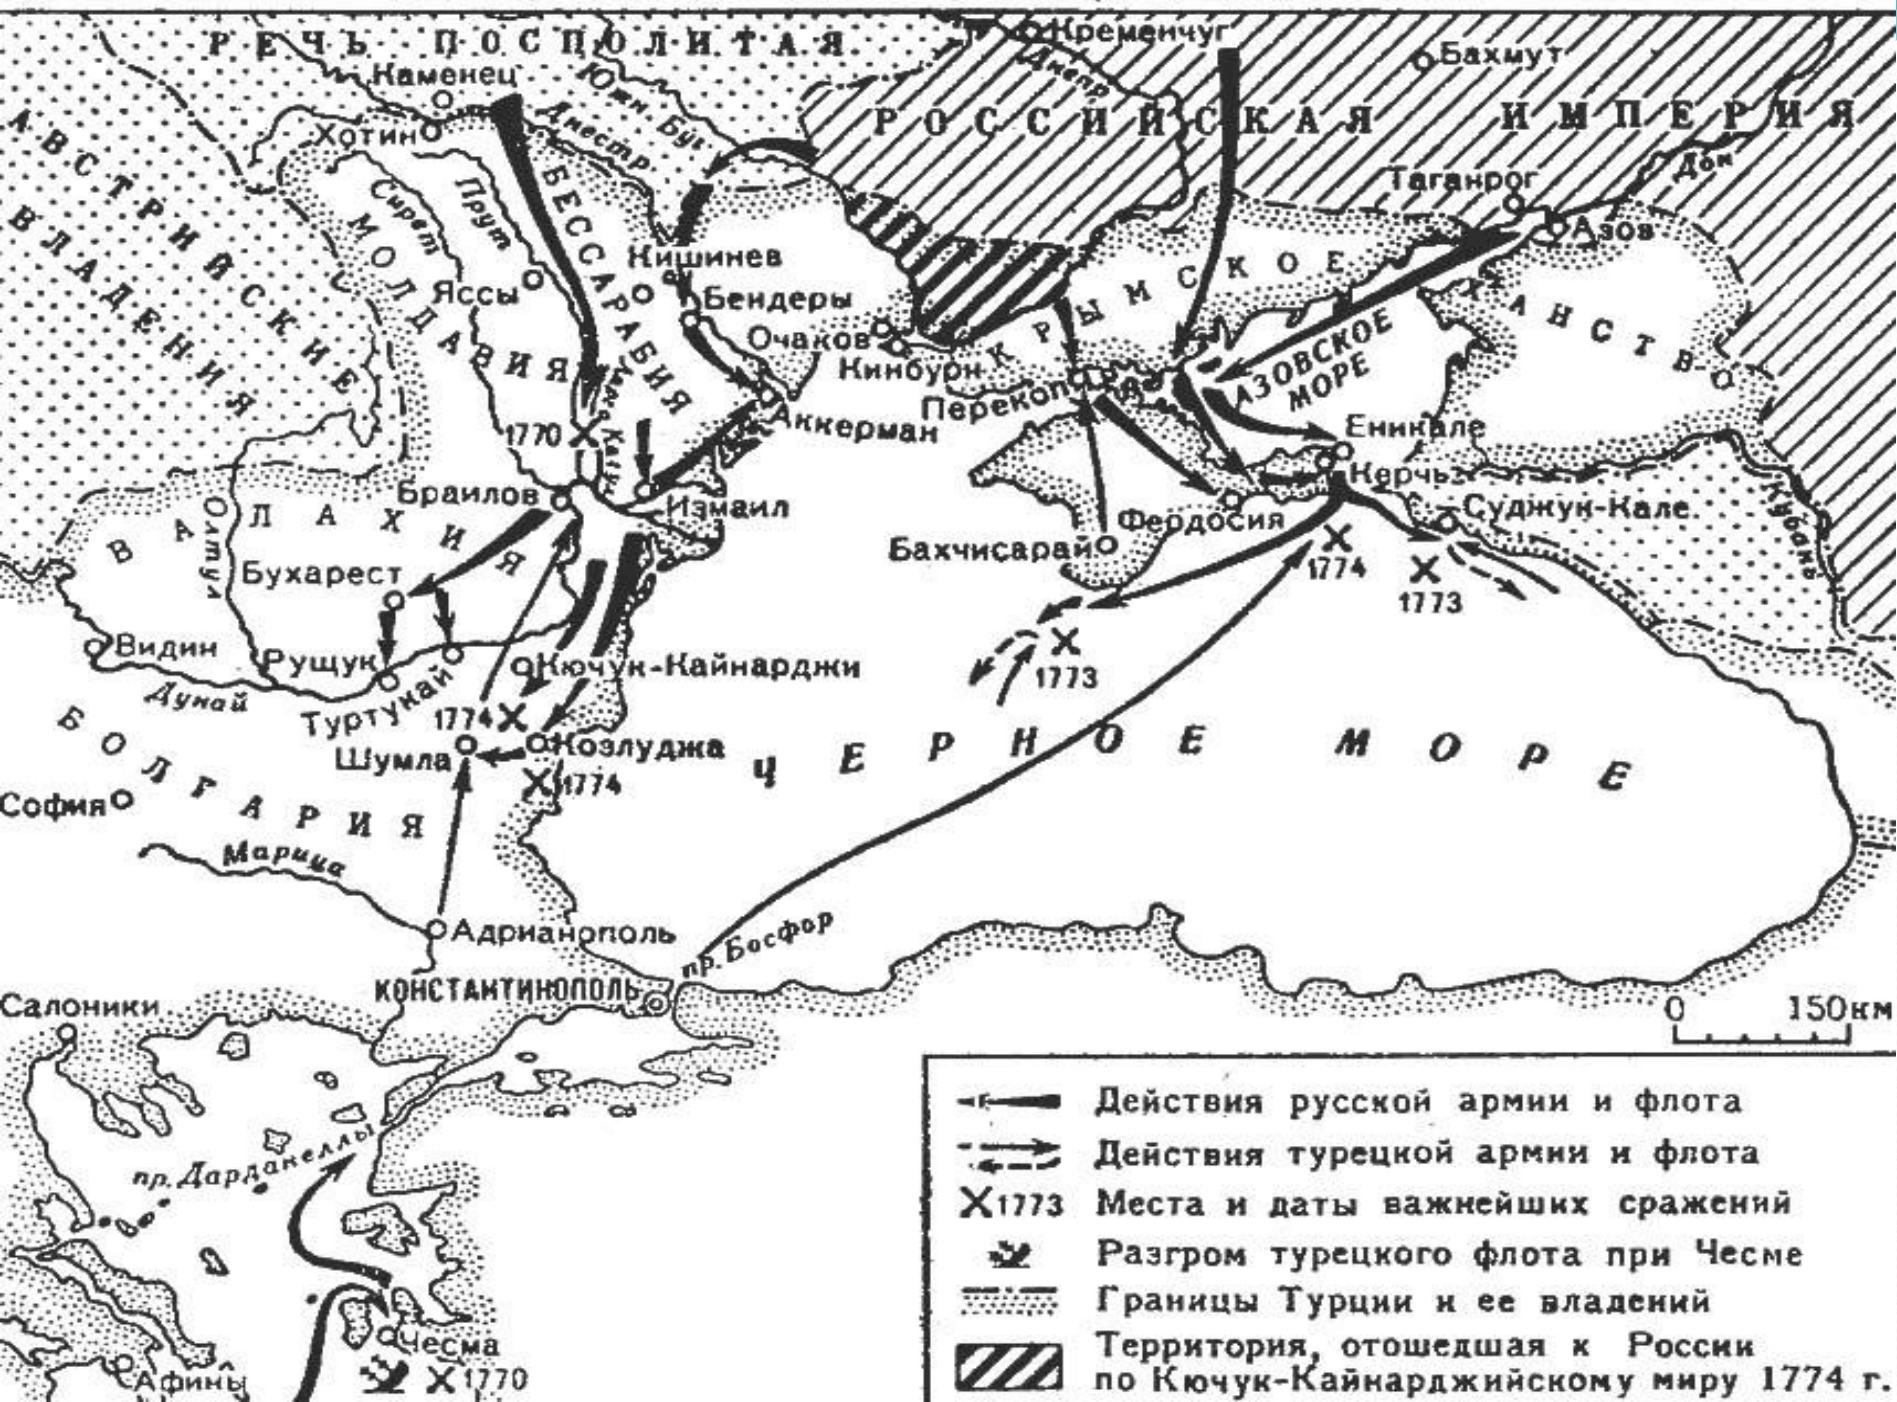 РЕЧЬ ПОСПОЛИТАЯ
Кременчуг
Днепр
Бахмут
Каменец
Южн Буг
РОССИЙСКАЯ ИМПЕРИЯ
АВСТРИЙСКИЕ
ВЛАДЕНИЯ
Хотин
Днестр
Дон
Таганрог
Азов
Сирет
Прут
МОЛДАВИЯ
БЕССАРАБИЯ
Кишинев
Яссы
Бендеры
Очаков
Кинбурн
КРЫМСКОЕ ХАНСТВО
АЗОВСКОЕ
МОРЕ
Перекоп
Аккерман
1770
Еникале
Керчь
Браилов
Измаил
Суджук-Кале
Кубань
Феодосия
Бахчисарай
ВАЛАХИЯ
Олтул
Бухарест
1774
1773
Видин
Рущук
Кючук-Кайнарджи
1773
Дунай
Туртукай
1774
БОЛГАРИЯ
Шумла
Козлуджа
1774
ЧЕРНОЕ МОРЕ
София
Марица
Адрианополь
пр. Босфор
КОНСТАНТИНОПОЛЬ
Салоники
0 150км
пр. Дарданеллы
Чесма
1770
Афины
Действия русской армии и флота
Действия турецкой армии и флота
1773 Места и даты важнейших сражений
Разгром турецкого флота при Чесме
Границы Турции и ее владений
Территория, отошедшая к России
по Кючук-Кайнарджийскому миру 1774 г.